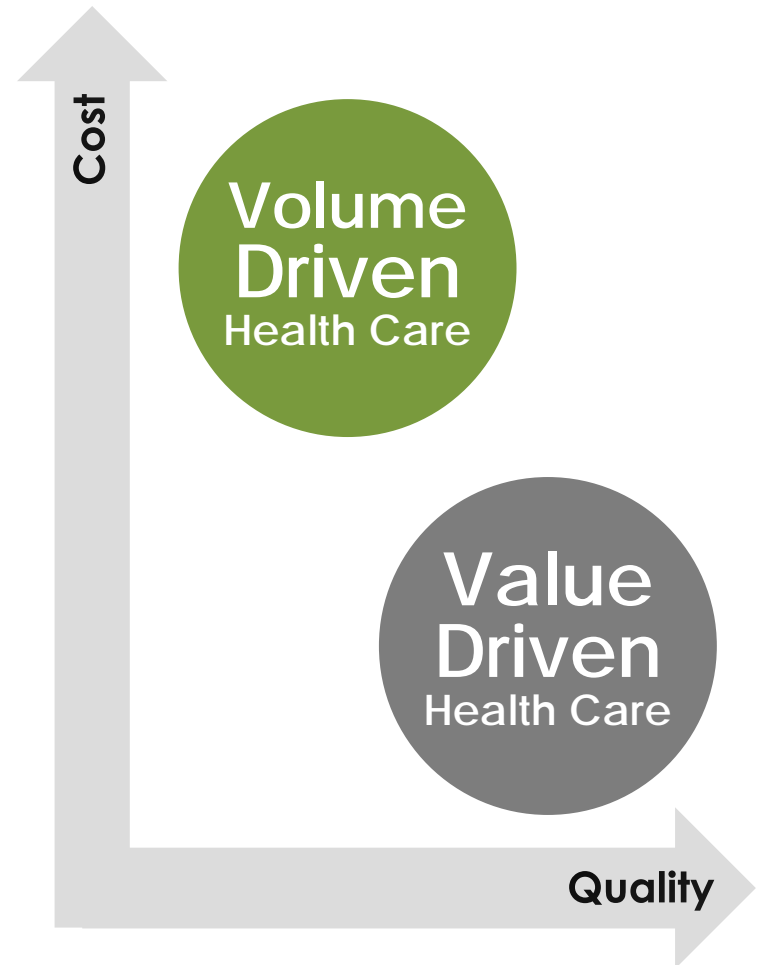 Cost
Volume
Driven
Health Care
Value
Driven
Health Care
Quality